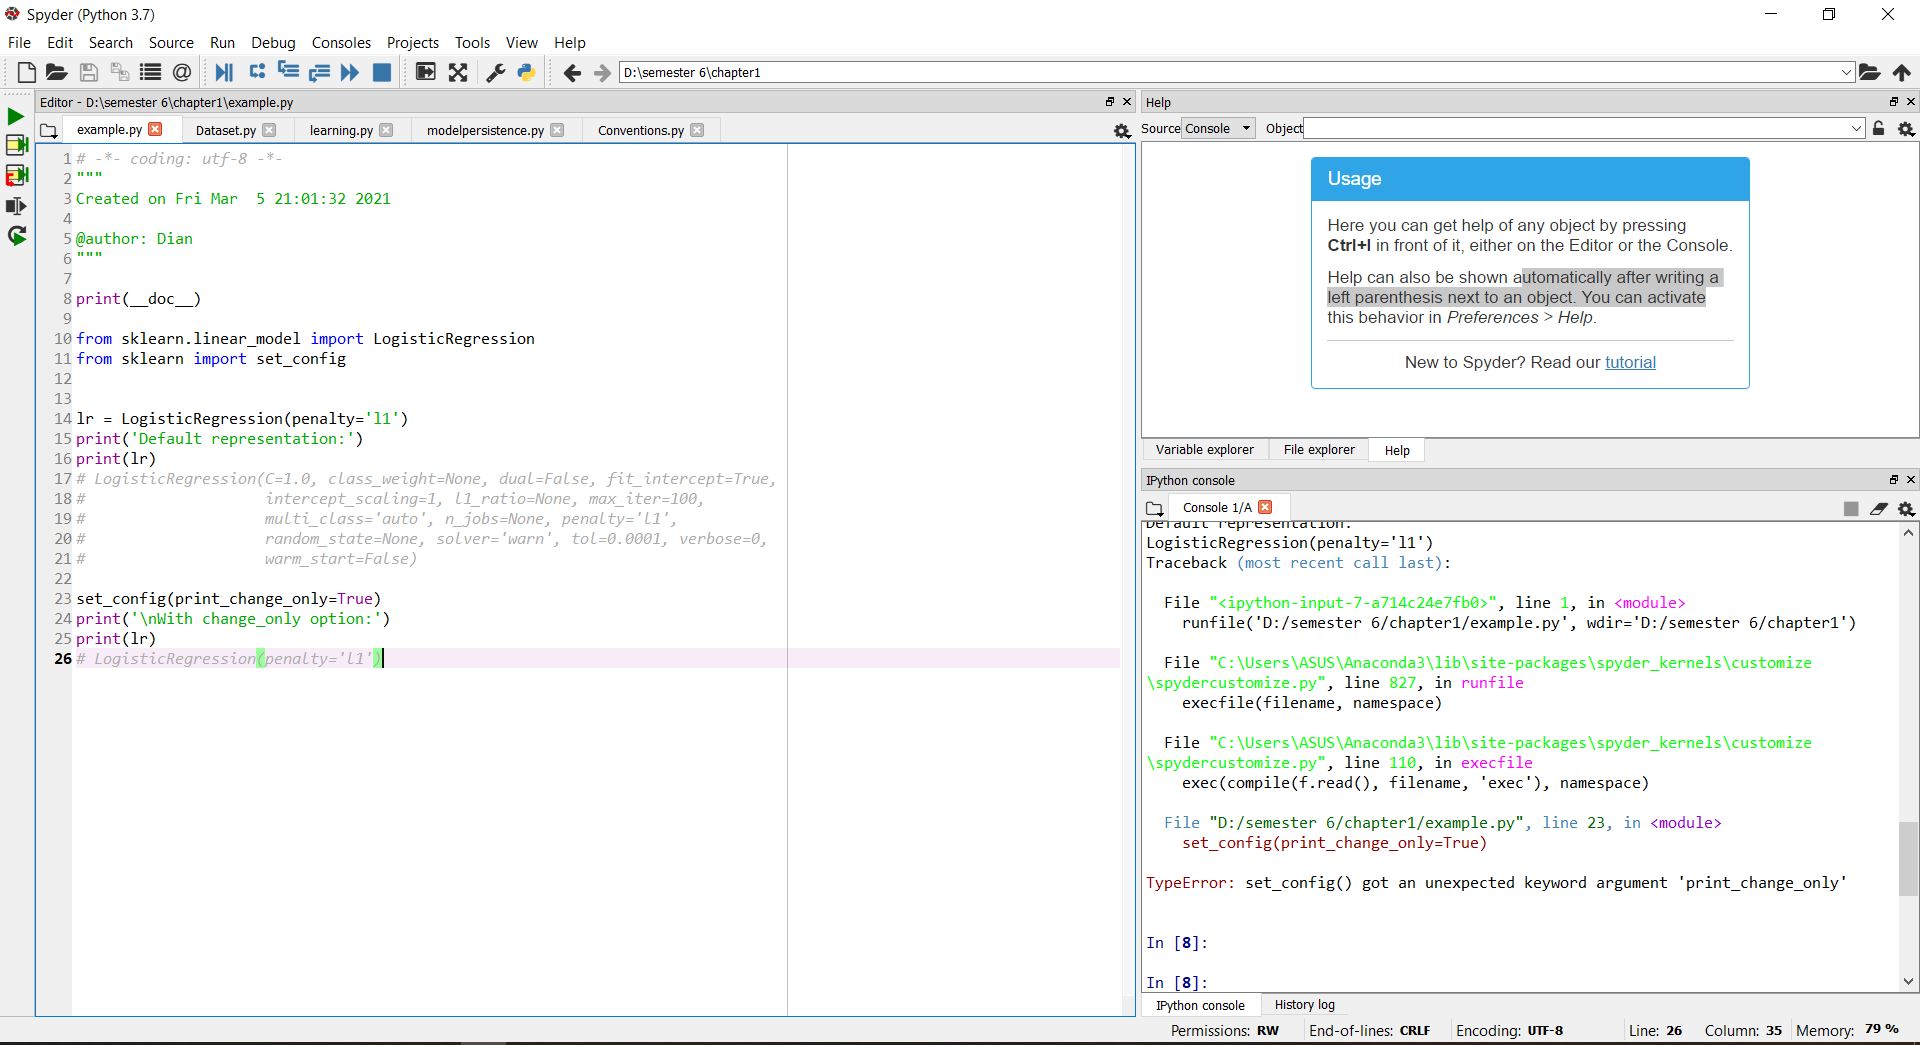 Spyder (Python 3.7)
File Edit Search Source Run Debug Consoles Projects Tools View Help
D:\semester 6\chapter1
Editor - D:\semester 6\chapter1\example.py
example.py Dataset.py learning.py modelpersistence.py Conventions.py
1 # -*- coding: utf-8 -*-
2 """
3 Created on Fri Mar  5 21:01:32 2021
4
5 @author: Dian
6 """
7
8 print(__doc__)
9
10 from sklearn.linear_model import LogisticRegression
11 from sklearn import set_config
12
13
14 lr = LogisticRegression(penalty='l1')
15 print('Default representation:')
16 print(lr)
17 # LogisticRegression(C=1.0, class_weight=None, dual=False, fit_intercept=True,
18 #                    intercept_scaling=1, l1_ratio=None, max_iter=100,
19 #                    multi_class='auto', n_jobs=None, penalty='l1',
20 #                    random_state=None, solver='warn', tol=0.0001, verbose=0,
21 #                    warm_start=False)
22
23 set_config(print_change_only=True)
24 print('\nWith change_only option:')
25 print(lr)
26 # LogisticRegression(penalty='l1')
Help
Source Console Object
Usage
Here you can get help of any object by pressing
Ctrl+I in front of it, either on the Editor or the Console.
Help can also be shown automatically after writing a
left parenthesis next to an object. You can activate
this behavior in Preferences > Help.
New to Spyder? Read our tutorial
Variable explorer File explorer Help
IPython console
Console 1/A
Default representation:
LogisticRegression(penalty='l1')
Traceback (most recent call last):
File "<ipython-input-7-a714c24e7fb0>", line 1, in <module>
runfile('D:/semester 6/chapter1/example.py', wdir='D:/semester 6/chapter1')
File "C:\Users\ASUS\Anaconda3\lib\site-packages\spyder_kernels\customize
\spydercustomize.py", line 827, in runfile
execfile(filename, namespace)
File "C:\Users\ASUS\Anaconda3\lib\site-packages\spyder_kernels\customize
\spydercustomize.py", line 110, in execfile
exec(compile(f.read(), filename, 'exec'), namespace)
File "D:/semester 6/chapter1/example.py", line 23, in <module>
set_config(print_change_only=True)
TypeError: set_config() got an unexpected keyword argument 'print_change_only'
In [8]:
In [8]:
IPython console History log
Permissions: RW End-of-lines: CRLF Encoding: UTF-8 Line: 26 Column: 35 Memory: 79 %